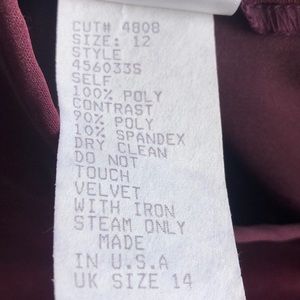 CUT# 4808
SIZE: 12
STYLE
456033S
SELF
100% POLY
CONTRAST
90% POLY
10% SPANDEX
DRY CLEAN
DO NOT
TOUCH
VELVET
WITH IRON
STEAM ONLY
MADE
IN U.S.A
UK SIZE 14